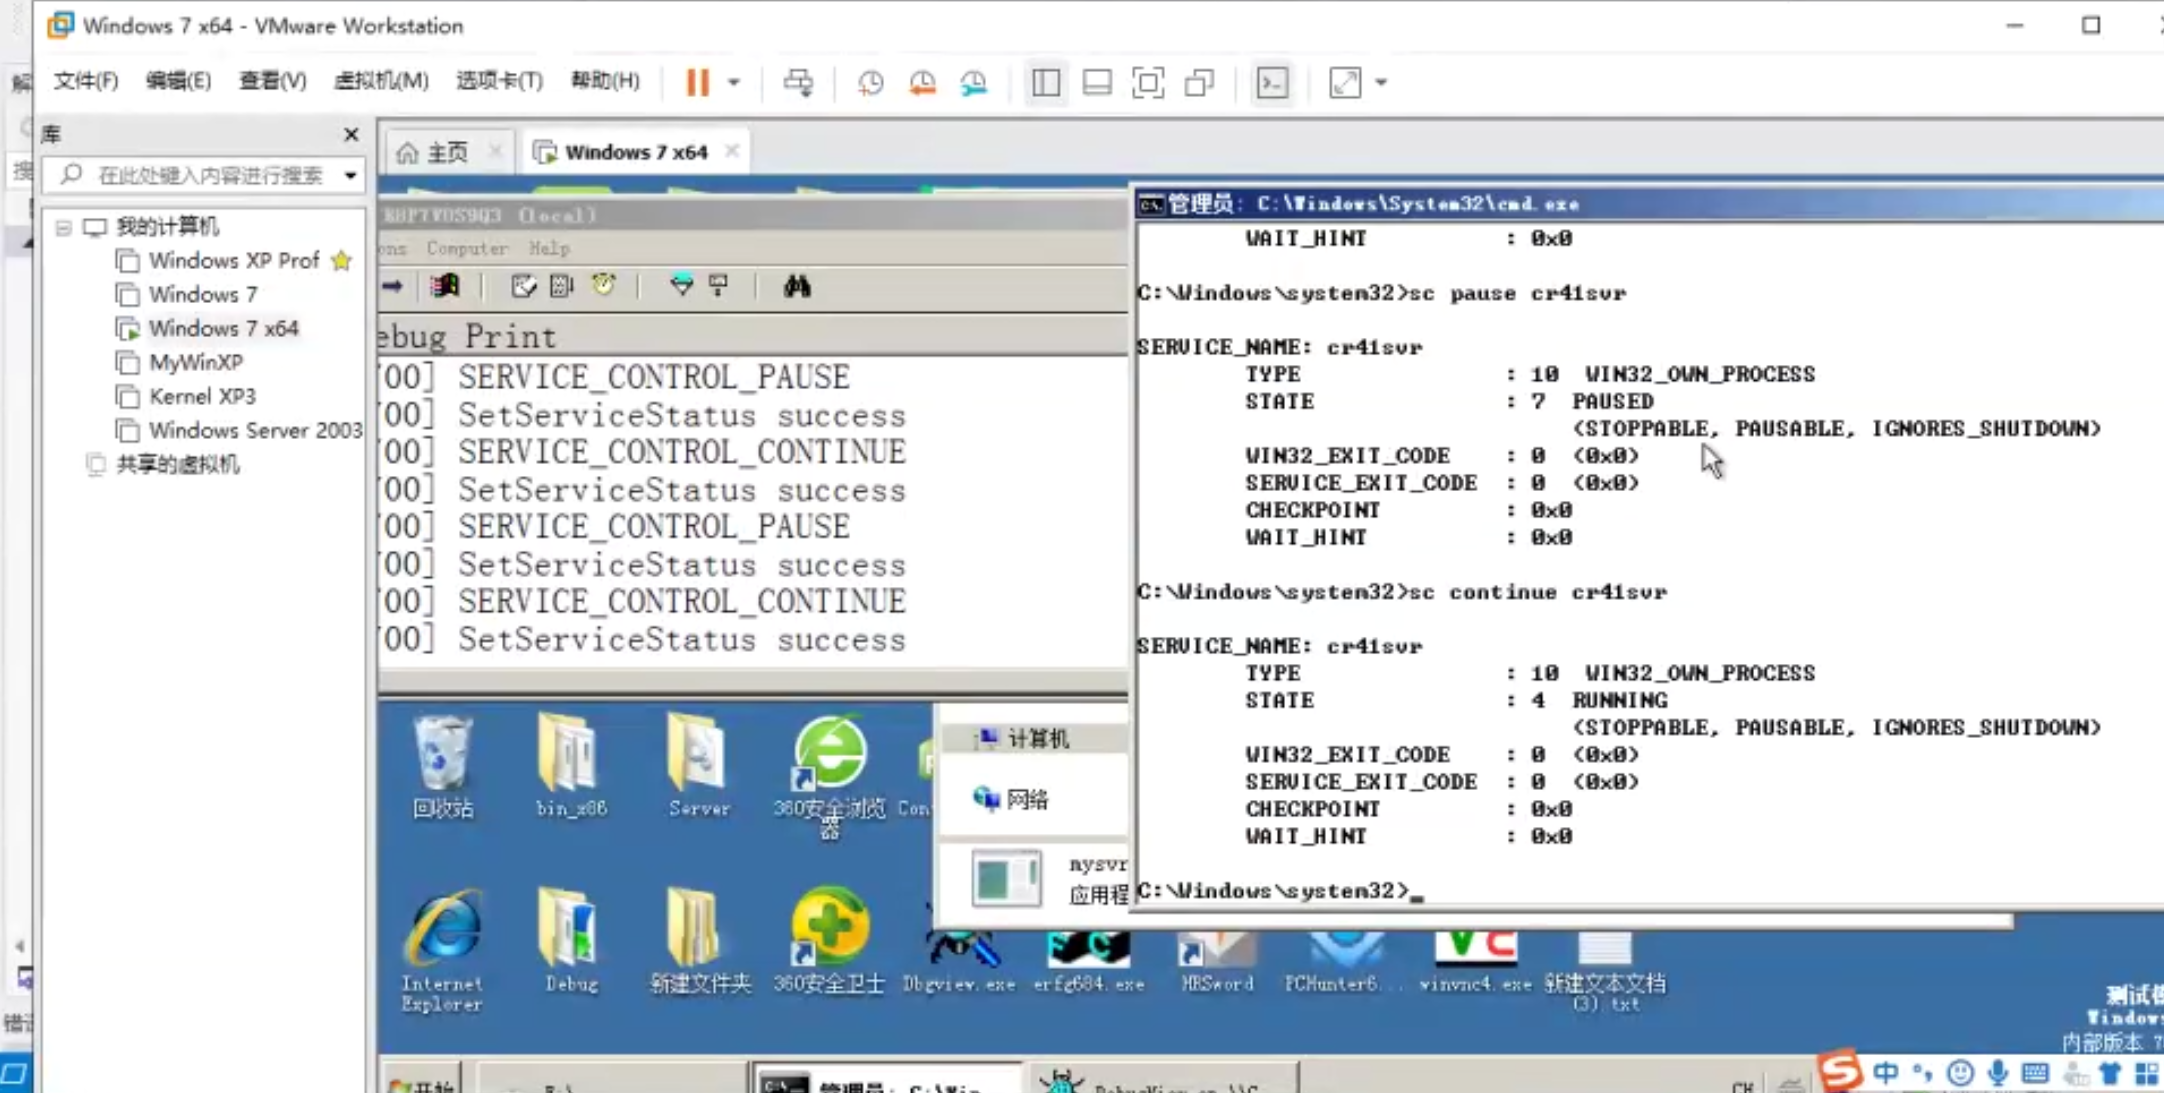 Windows 7 x64 - VMware Workstation
文件(F) 编辑(E) 查看(V) 虚拟机(M) 选项卡(T) 帮助(H)
库
在此处键入内容进行搜索
我的计算机
Windows XP Prof
Windows 7
Windows 7 x64
MyWinXP
Kernel XP3
Windows Server 2003
共享的虚拟机
主页
Windows 7 x64
(local)
ons Computer Help
ebug Print
00] SERVICE_CONTROL_PAUSE
00] SetServiceStatus success
00] SERVICE_CONTROL_CONTINUE
00] SetServiceStatus success
00] SERVICE_CONTROL_PAUSE
00] SetServiceStatus success
00] SERVICE_CONTROL_CONTINUE
00] SetServiceStatus success
管理员: C:\Windows\System32\cmd.exe
WAIT_HINT : 0x0
C:\Windows\system32>sc pause cr41svr
SERVICE_NAME: cr41svr
TYPE : 10 WIN32_OWN_PROCESS
STATE : 7 PAUSED
(STOPPABLE, PAUSABLE, IGNORES_SHUTDOWN)
WIN32_EXIT_CODE : 0 (0x0)
SERVICE_EXIT_CODE : 0 (0x0)
CHECKPOINT : 0x0
WAIT_HINT : 0x0
C:\Windows\system32>sc continue cr41svr
SERVICE_NAME: cr41svr
TYPE : 10 WIN32_OWN_PROCESS
STATE : 4 RUNNING
(STOPPABLE, PAUSABLE, IGNORES_SHUTDOWN)
WIN32_EXIT_CODE : 0 (0x0)
SERVICE_EXIT_CODE : 0 (0x0)
CHECKPOINT : 0x0
WAIT_HINT : 0x0
C:\Windows\system32>_
计算机
网络
mysvr
应用程
回收站
bin_x86
Server
360安全浏览器
Con
Internet Explorer
Debug
新建文件夹
360安全卫士
Dbgview.exe
erfg684.exe
HRSword
PCHunter6...
winvnc4.exe
新建文本文档
(3).txt
测试
Windows
内部版本 7
开始
管理员: C:\Win...
CH
中